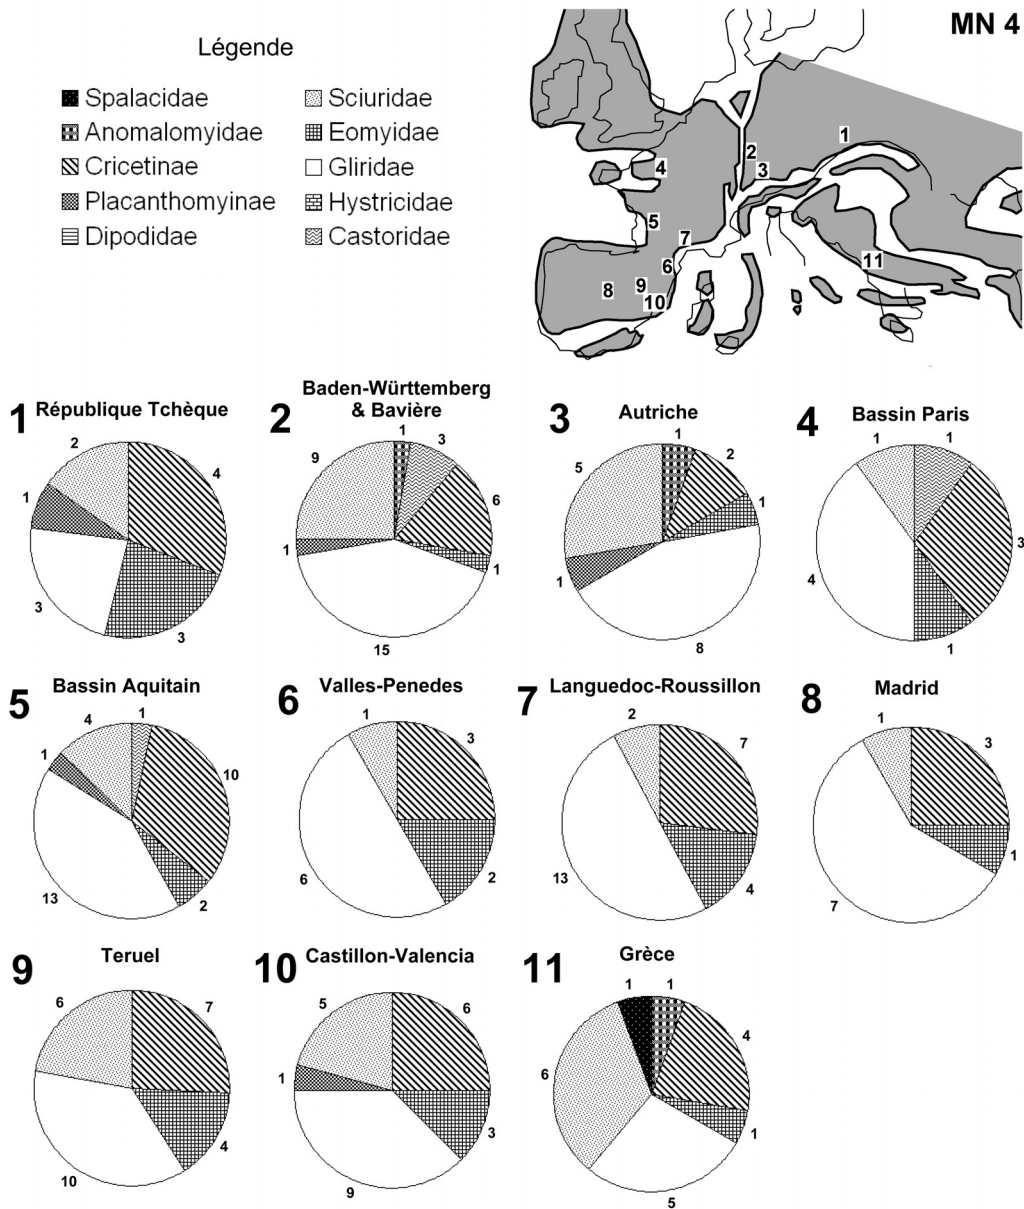 MN 4
Légende
Spalacidae
Sciuridae
Anomalomyidae
Eomyidae
Cricetinae
Gliridae
Placanthomyinae
Hystricidae
Dipodidae
Castoridae
1
2
3
4
5
7
6
11
8
9
10
1 République Tchèque
2
4
1
3
3
2 Baden-Württemberg
& Bavière
1
3
9
6
1
1
15
3 Autriche
1
2
5
1
1
8
4 Bassin Paris
1
1
3
4
1
5 Bassin Aquitain
4
1
1
10
13
2
6 Valles-Penedes
1
3
6
2
7 Languedoc-Roussillon
2
7
13
4
8 Madrid
1
3
1
7
9 Teruel
6
7
4
10
10 Castillon-Valencia
5
6
1
3
9
11 Grèce
1
1
4
6
1
5